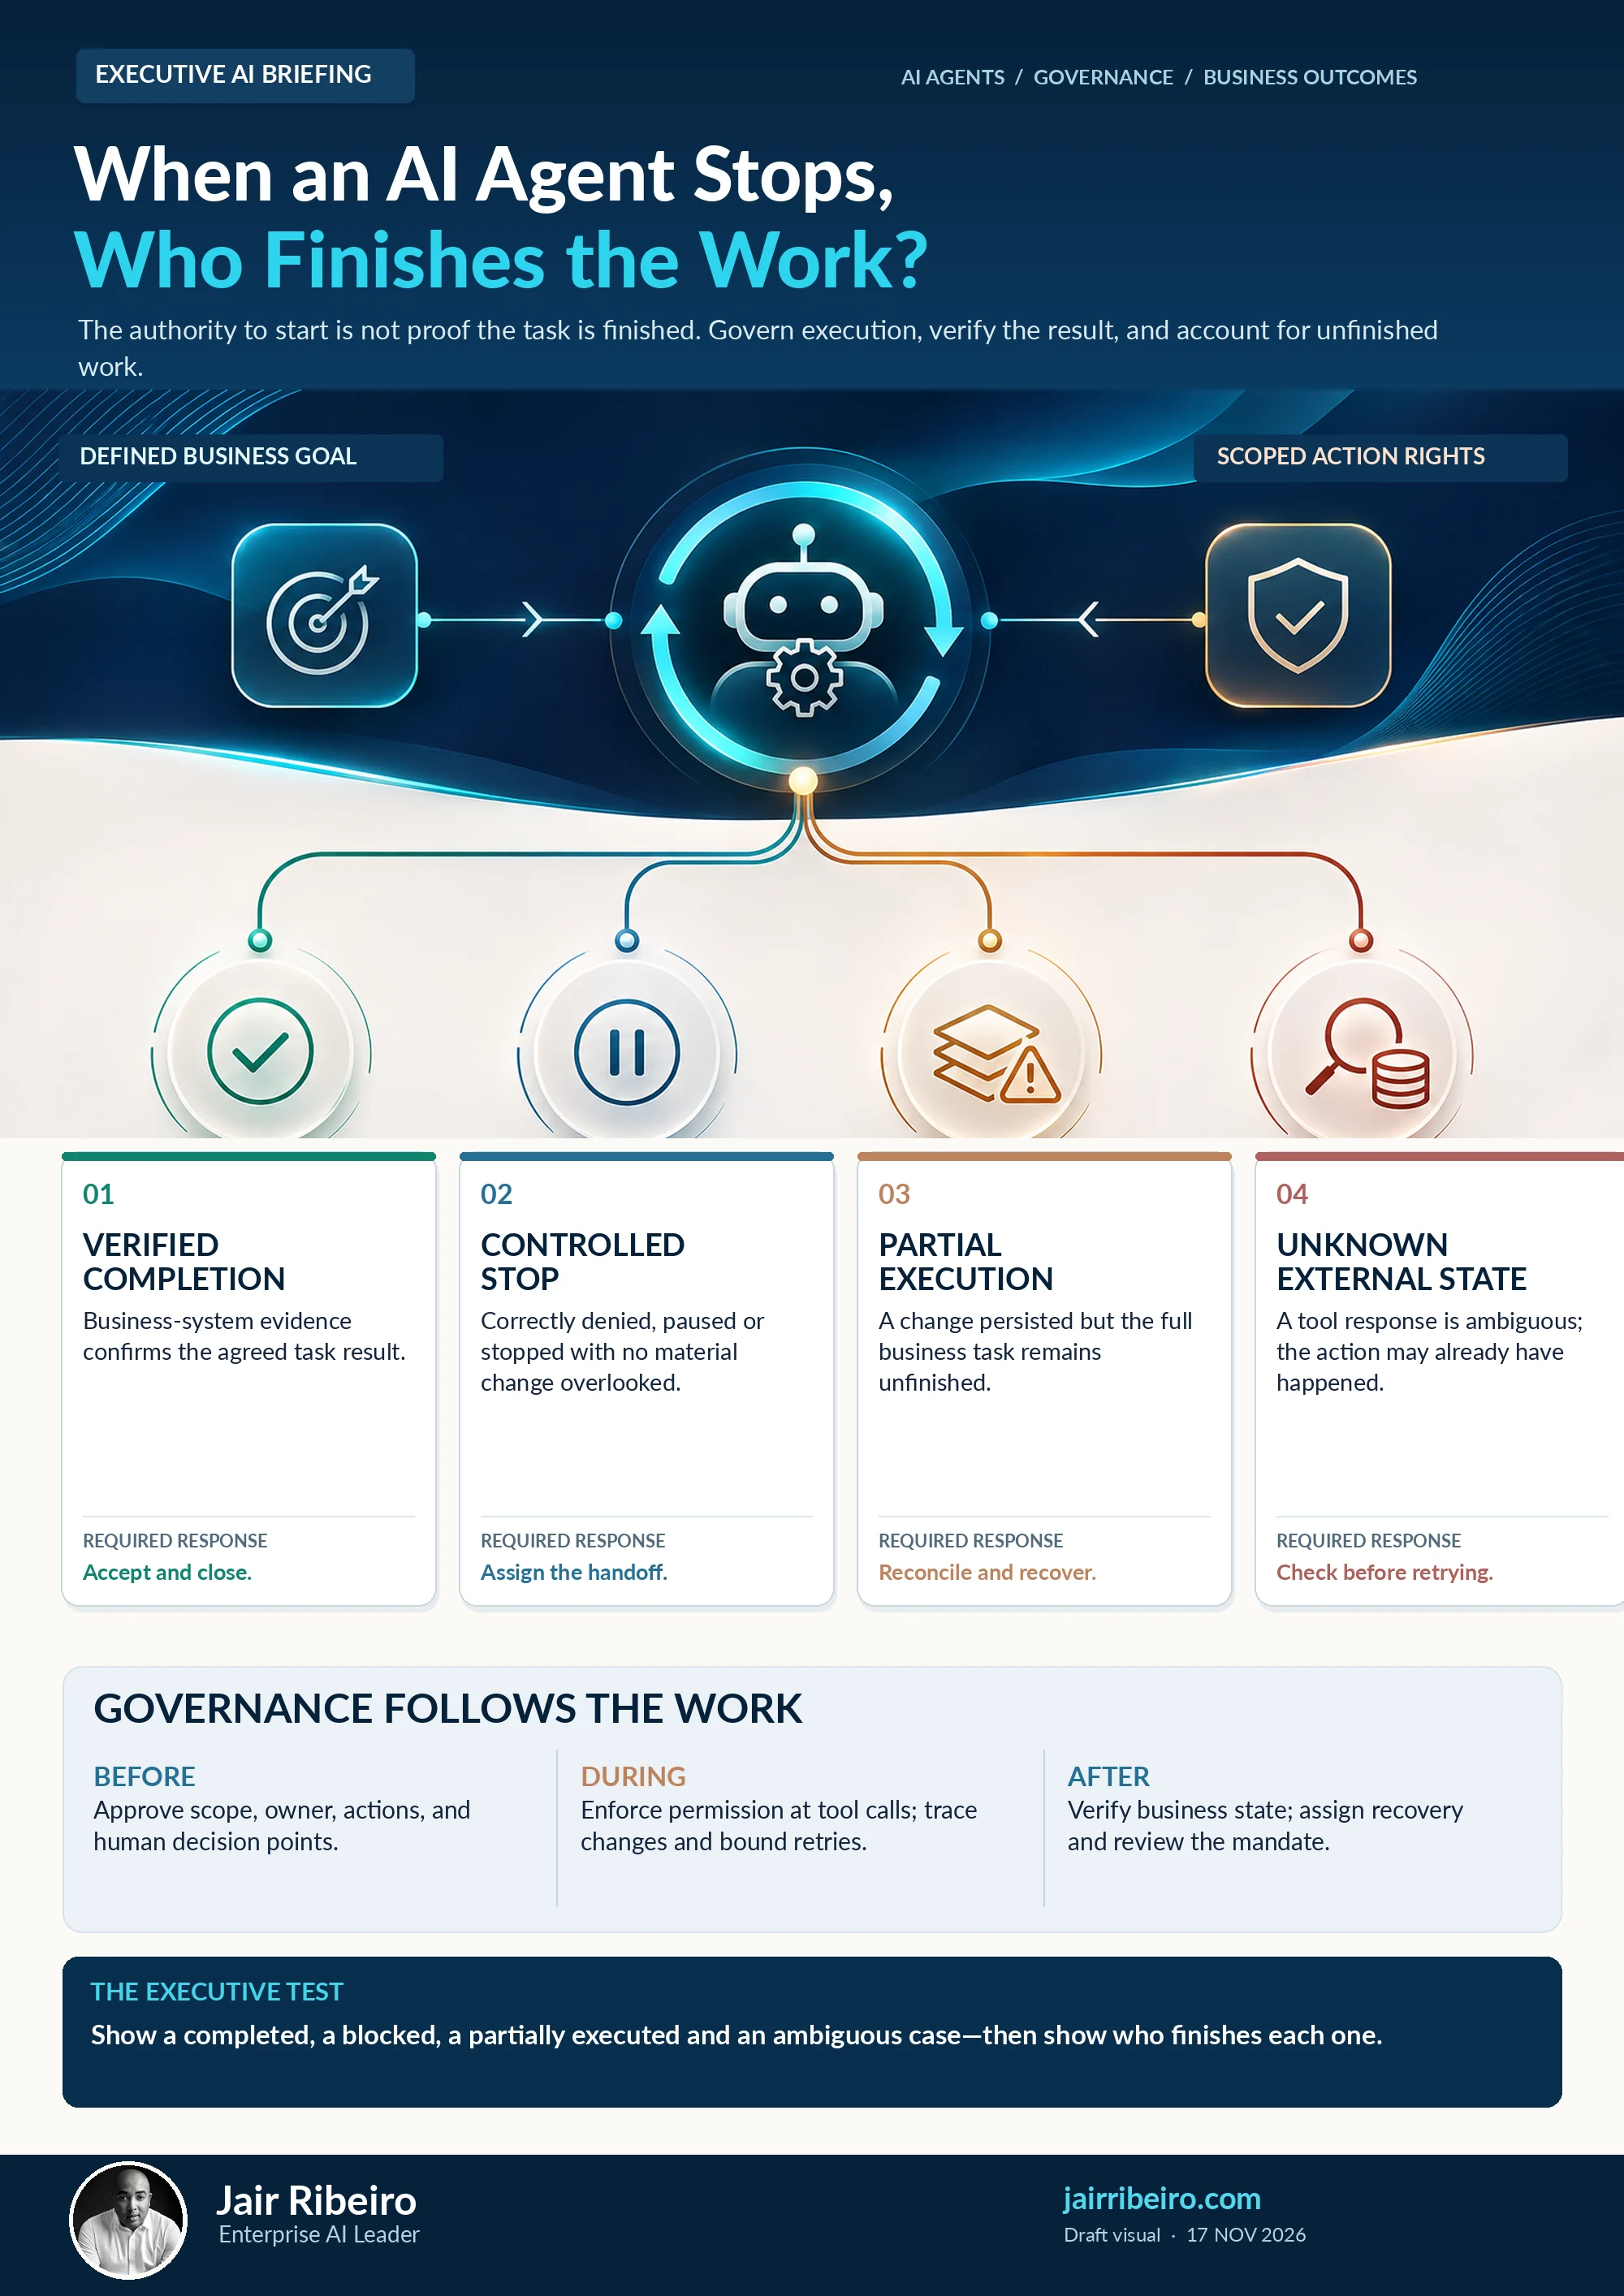 EXECUTIVE AI BRIEFING
AI AGENTS / GOVERNANCE / BUSINESS OUTCOMES
When an AI Agent Stops,
Who Finishes the Work?
The authority to start is not proof the task is finished. Govern execution, verify the result, and account for unfinished
work.
DEFINED BUSINESS GOAL
SCOPED ACTION RIGHTS
01
VERIFIED
COMPLETION
Business-system evidence
confirms the agreed task result.
REQUIRED RESPONSE
Accept and close.
02
CONTROLLED
STOP
Correctly denied, paused or
stopped with no material
change overlooked.
REQUIRED RESPONSE
Assign the handoff.
03
PARTIAL
EXECUTION
A change persisted but the full
business task remains
unfinished.
REQUIRED RESPONSE
Reconcile and recover.
04
UNKNOWN
EXTERNAL STATE
A tool response is ambiguous;
the action may already have
happened.
REQUIRED RESPONSE
Check before retrying.
GOVERNANCE FOLLOWS THE WORK
BEFORE
Approve scope, owner, actions, and
human decision points.
DURING
Enforce permission at tool calls; trace
changes and bound retries.
AFTER
Verify business state; assign recovery
and review the mandate.
THE EXECUTIVE TEST
Show a completed, a blocked, a partially executed and an ambiguous case—then show who finishes each one.
Jair Ribeiro
Enterprise AI Leader
jairribeiro.com
Draft visual · 17 NOV 2026